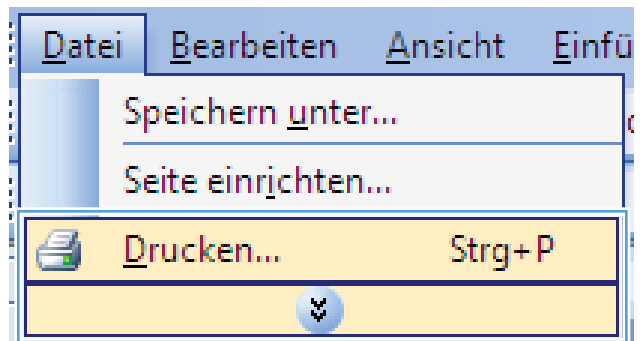 Datei Bearbeiten Ansicht Einfü
Speichern unter...
Seite einrichten...
Drucken... Strg+P